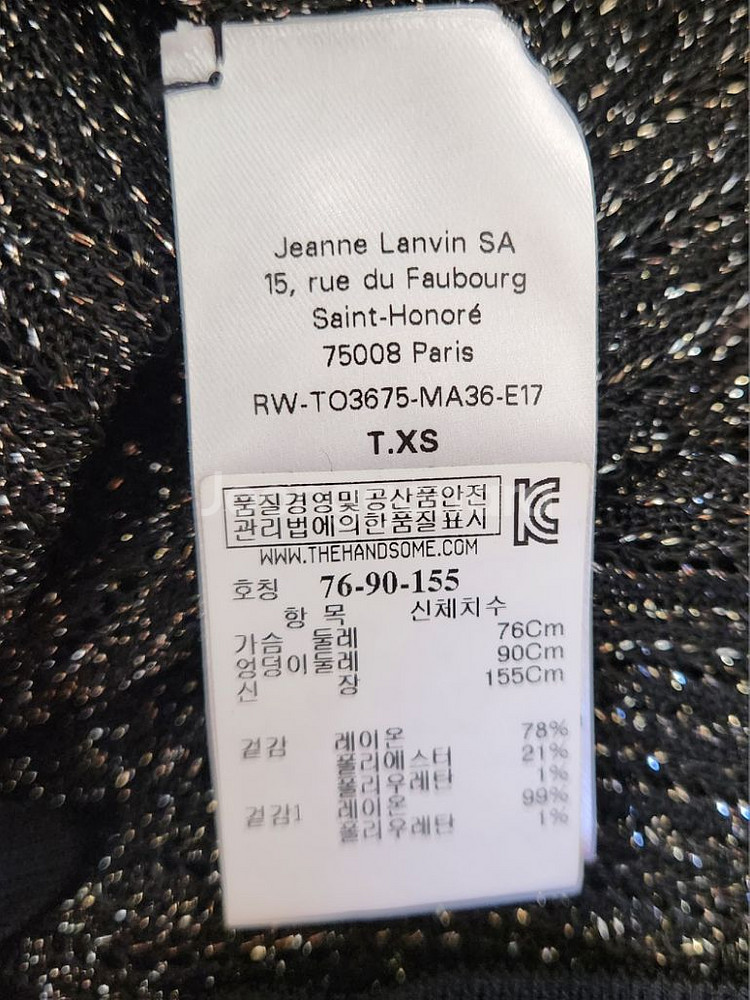 Jeanne Lanvin SA
15, rue du Faubourg
Saint-Honoré
75008 Paris
RW-TO3675-MA36-E17
T.XS
품질경영및공산품안전
관리법에의한품질표시
WWW.THEHANDSOME.COM
호칭 76-90-155
항 목 신체치수
가슴 둘레 76Cm
엉덩이둘레 90Cm
신 장 155Cm
겉감 레이온 78%
폴리에스터 21%
폴리우레탄 1%
겉감1 레이온 99%
폴리우레탄 1%